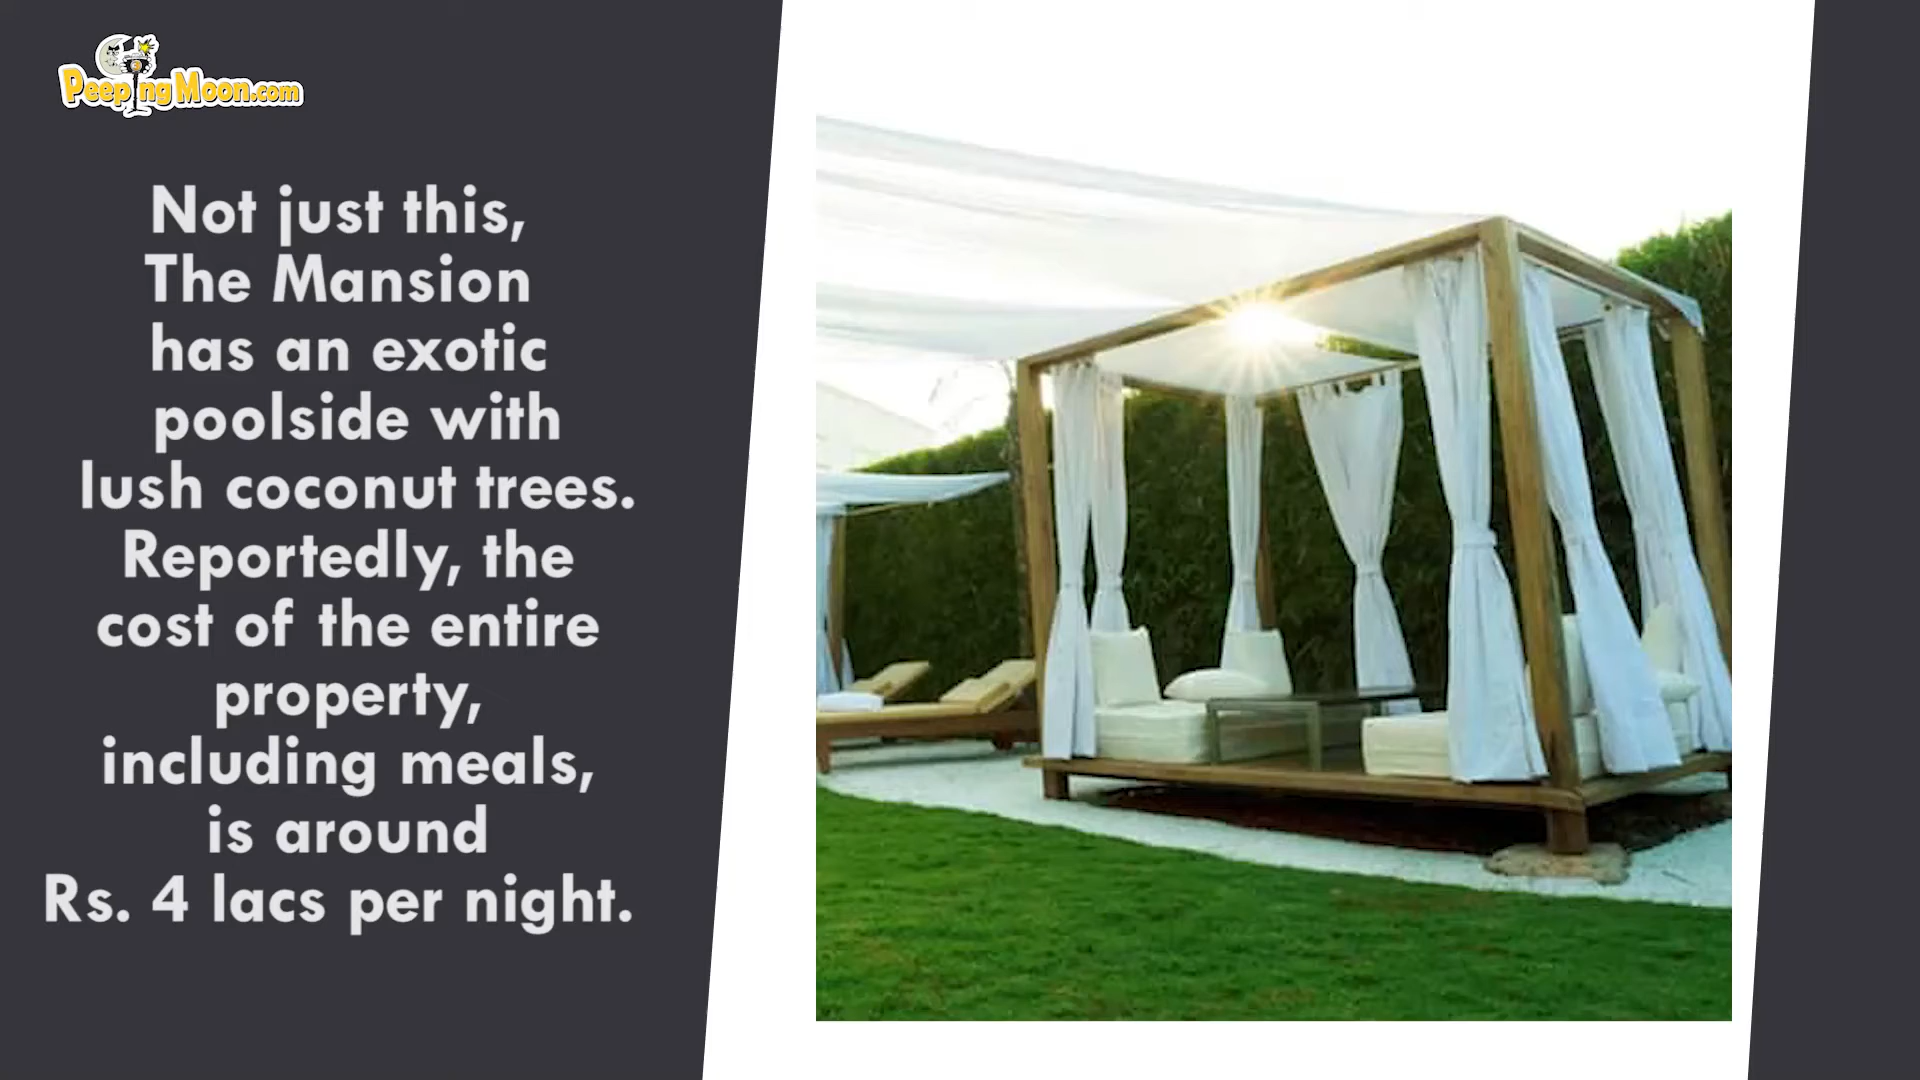 PeepingMoon.com
Not just this,
The Mansion
has an exotic
poolside with
lush coconut trees.
Reportedly, the
cost of the entire
property,
including meals,
is around
Rs. 4 lacs per night.